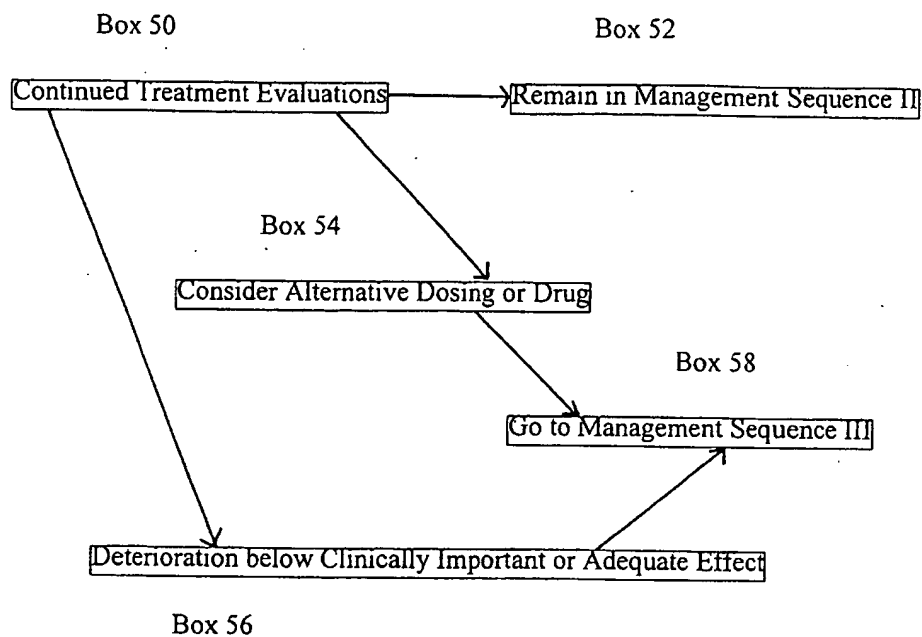 Box 50
Box 52
Continued Treatment Evaluations
Remain in Management Sequence II
Box 54
Consider Alternative Dosing or Drug
Box 58
Go to Management Sequence III
Deterioration below Clinically Important or Adequate Effect
Box 56